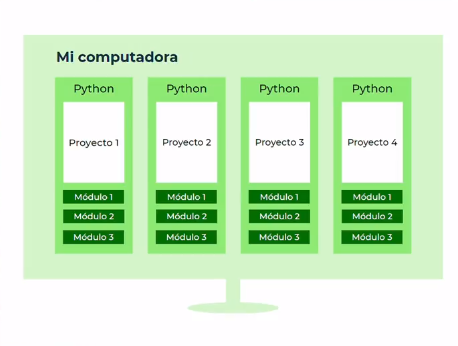 Mi computadora
Python
Proyecto 1
Módulo 1
Módulo 2
Módulo 3
Python
Proyecto 2
Módulo 1
Módulo 2
Módulo 3
Python
Proyecto 3
Módulo 1
Módulo 2
Módulo 3
Python
Proyecto 4
Módulo 1
Módulo 2
Módulo 3